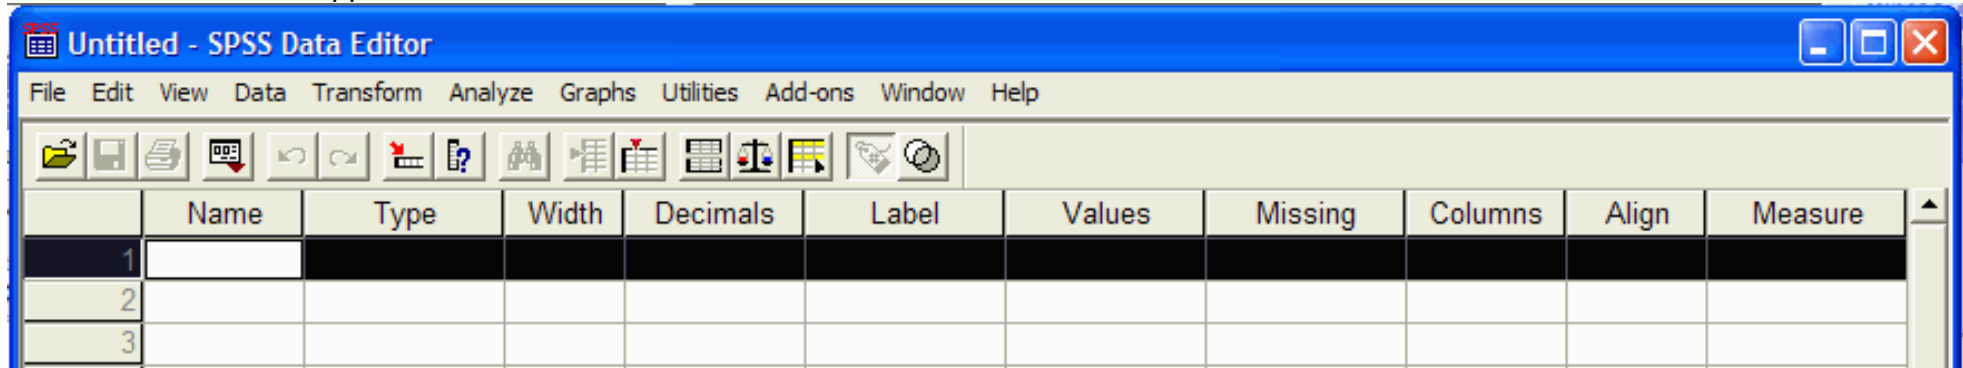 Untitled - SPSS Data Editor
File Edit View Data Transform Analyze Graphs Utilities Add-ons Window Help
Name Type Width Decimals Label Values Missing Columns Align Measure
1
2
3